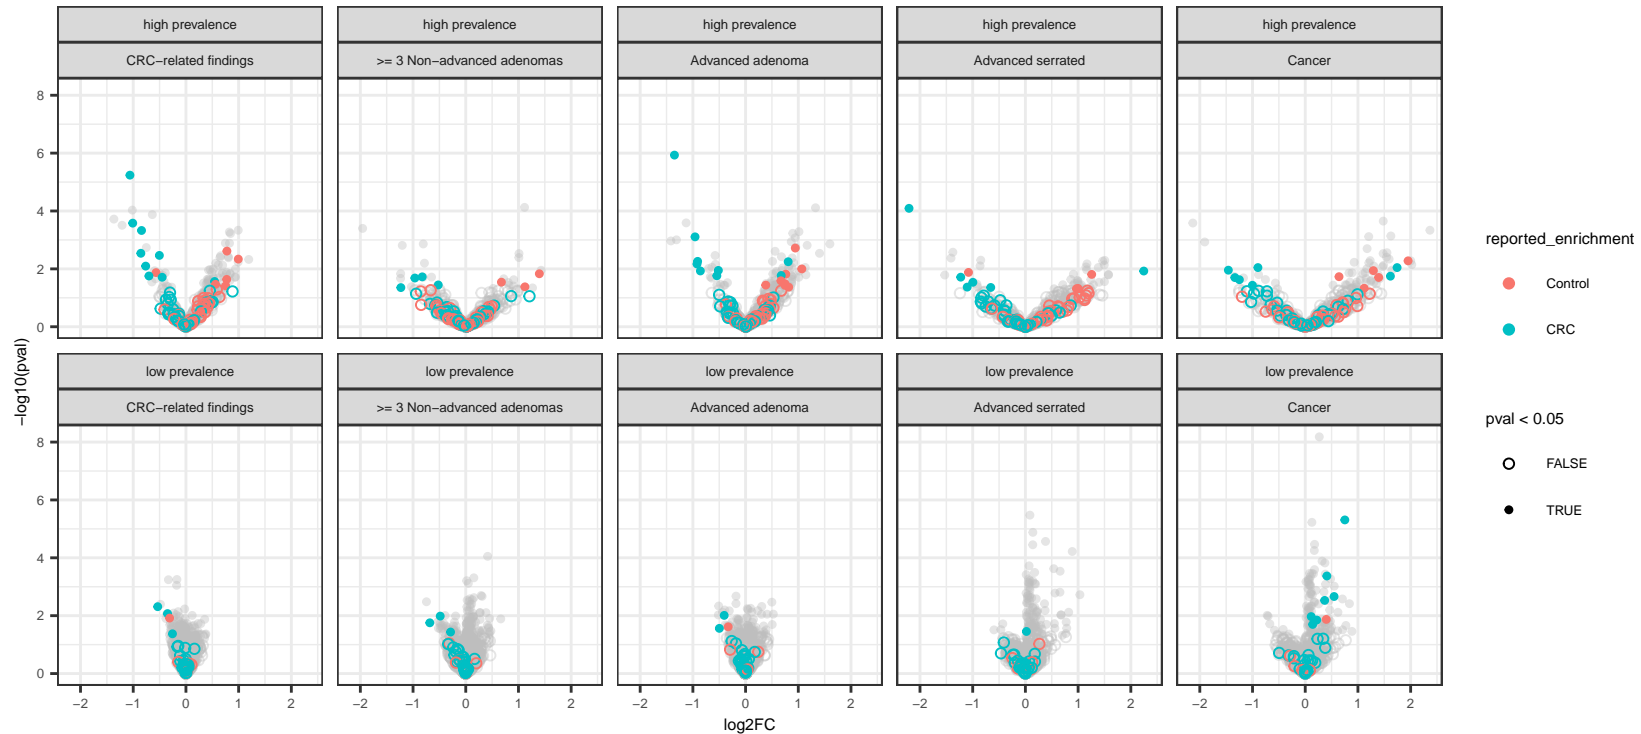 high prevalence
CRC−related findings
high prevalence
>= 3 Non−advanced adenomas
high prevalence
Advanced adenoma
high prevalence
Advanced serrated
high prevalence
Cancer
8
6
4
2
0
low prevalence
CRC−related findings
low prevalence
>= 3 Non−advanced adenomas
low prevalence
Advanced adenoma
low prevalence
Advanced serrated
low prevalence
Cancer
8
6
4
2
0
−2 −1 0 1 2
−2 −1 0 1 2
−2 −1 0 1 2
−2 −1 0 1 2
−2 −1 0 1 2
log2FC
−log10(pval)
reported_enrichment
Control
CRC
pval < 0.05
FALSE
TRUE